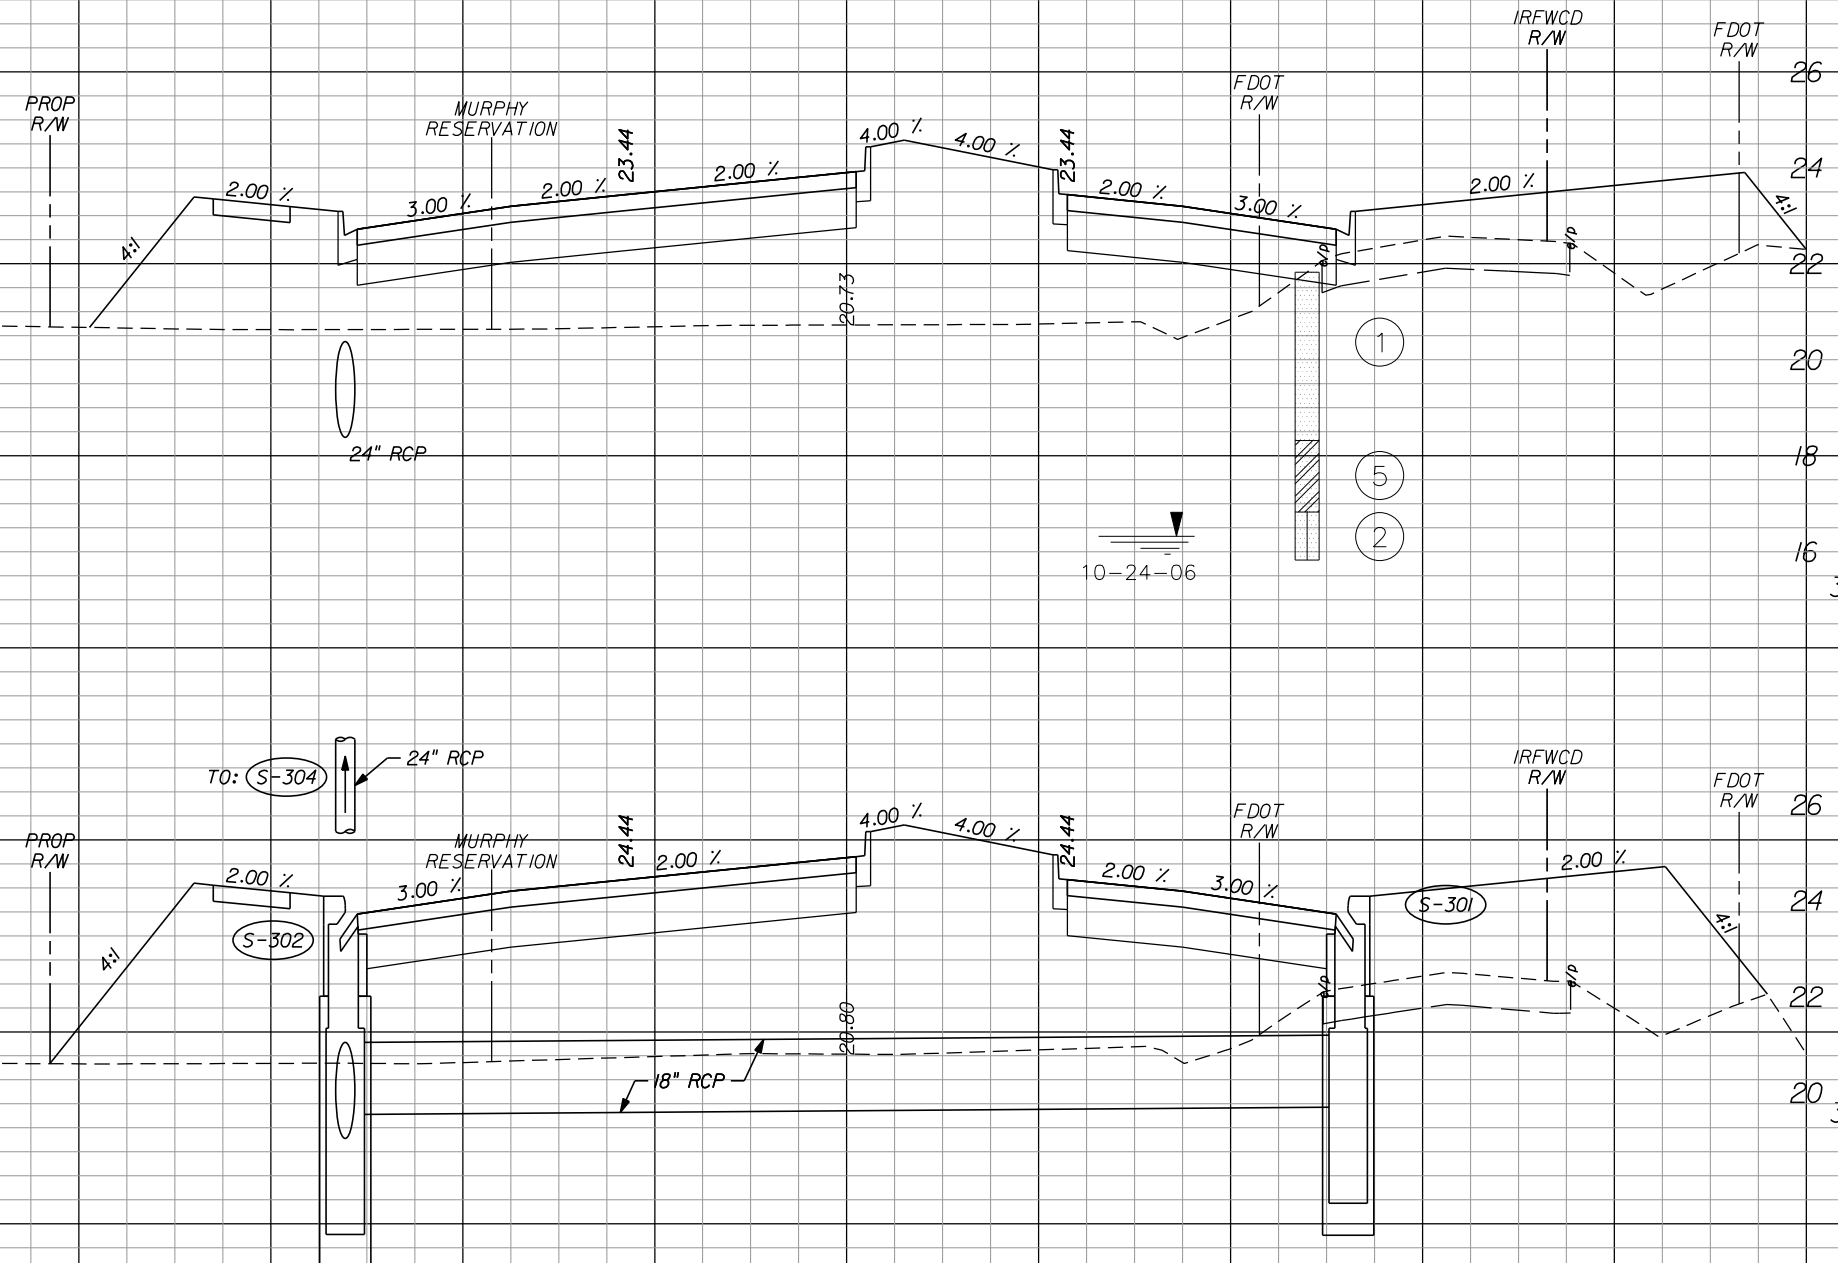 IRFWCD
R/W
FDOT
R/W
26
FDOT
R/W
PROP
R/W
MURPHY
RESERVATION
23.44
4.00 %
4.00 %
23.44
24
2.00 %
3.00 %
2.00 %
2.00 %
2.00 %
3.00 %
2.00 %
4:1
4:1
e/p
e/p
22
20.73
1
20
24" RCP
18
5
2
16
10-24-06
TO: S-304
24" RCP
IRFWCD
R/W
FDOT
R/W
26
FDOT
R/W
PROP
R/W
MURPHY
RESERVATION
24.44
4.00 %
4.00 %
24.44
2.00 %
3.00 %
2.00 %
2.00 %
3.00 %
2.00 %
24
S-302
S-301
4:1
4:1
e/p
e/p
22
20.80
18" RCP
20